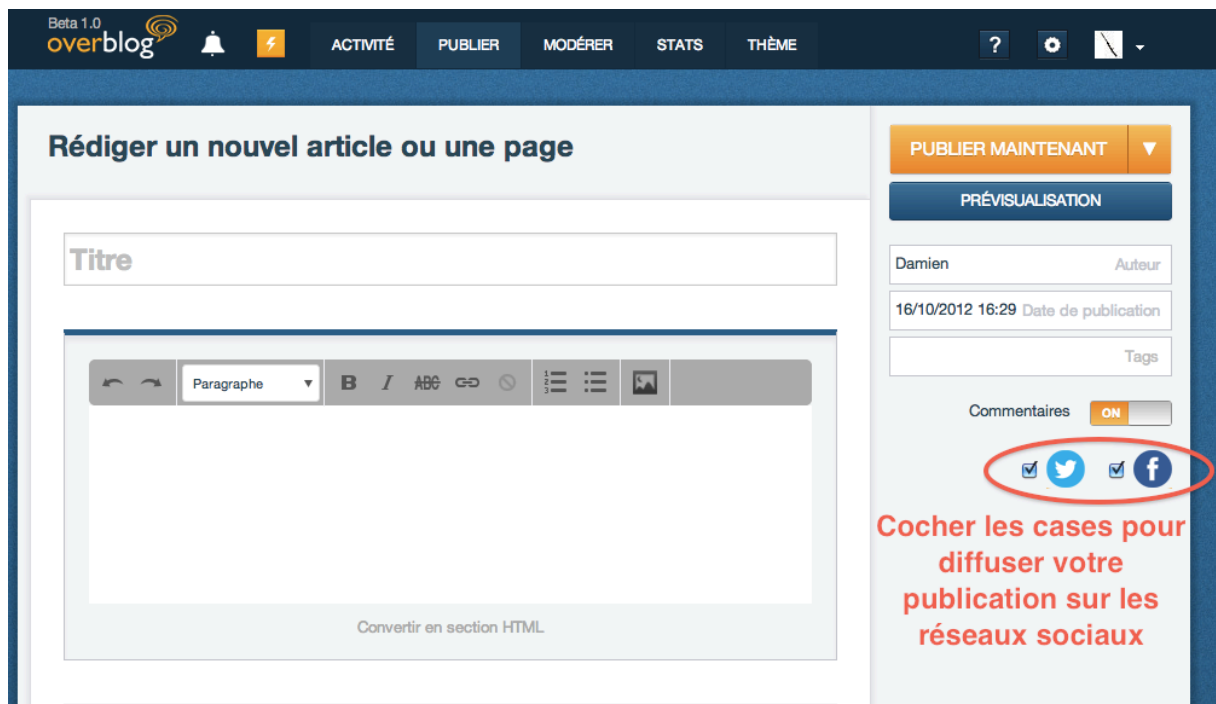 Beta 1.0
overblog
ACTIVITÉ PUBLIER MODÉRER STATS THÈME ?
Rédiger un nouvel article ou une page
PUBLIER MAINTENANT
PRÉVISUALISATION
Titre
Damien Auteur
16/10/2012 16:29 Date de publication
Tags
Paragraphe B I ABC
Commentaires ON
Cocher les cases pour
diffuser votre
publication sur les
réseaux sociaux
Convertir en section HTML